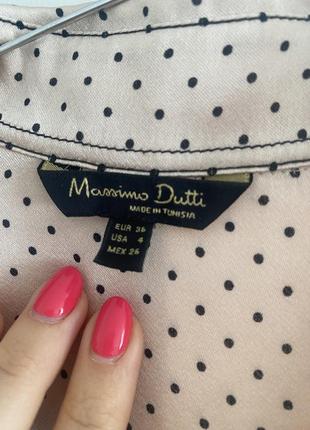 Massimo Dutti
MADE IN TUNISIA
EUR 36
USA 4
MEX 26